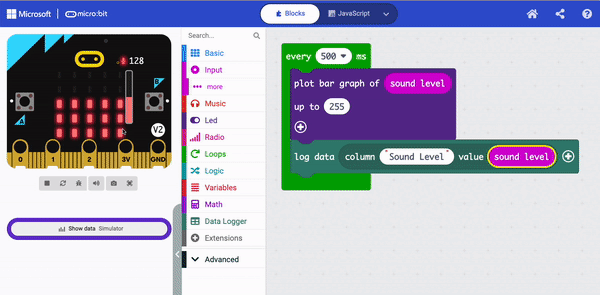 Microsoft
micro:bit
Blocks
JavaScript
128
B
A
V2
0 1 2 3V GND
Show data Simulator
Search...
Basic
Input
more
Music
Led
Radio
Loops
Logic
Variables
Math
Data Logger
Extensions
Advanced
every 500 ms
plot bar graph of sound level
up to 255
log data column "Sound Level" value sound level